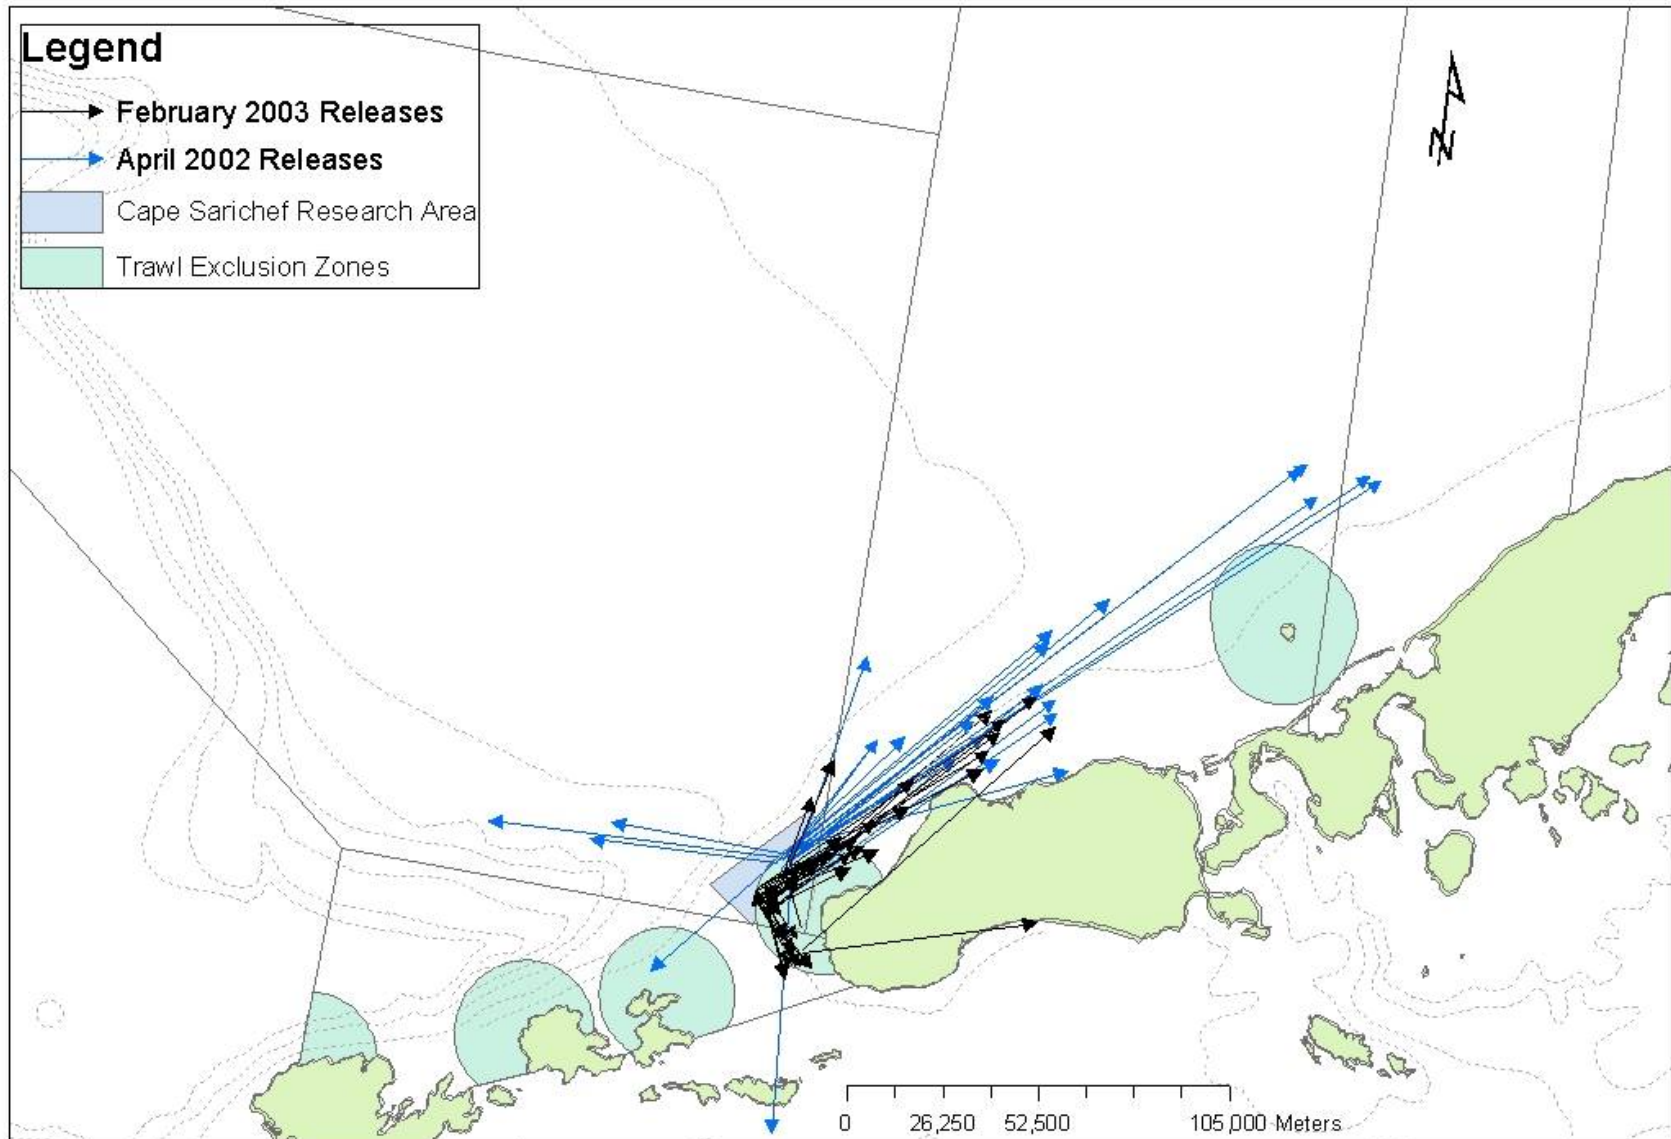 Legend
February 2003 Releases
April 2002 Releases
Cape Sarichef Research Area
Trawl Exclusion Zones
N
0 26,250 52,500 105,000 Meters